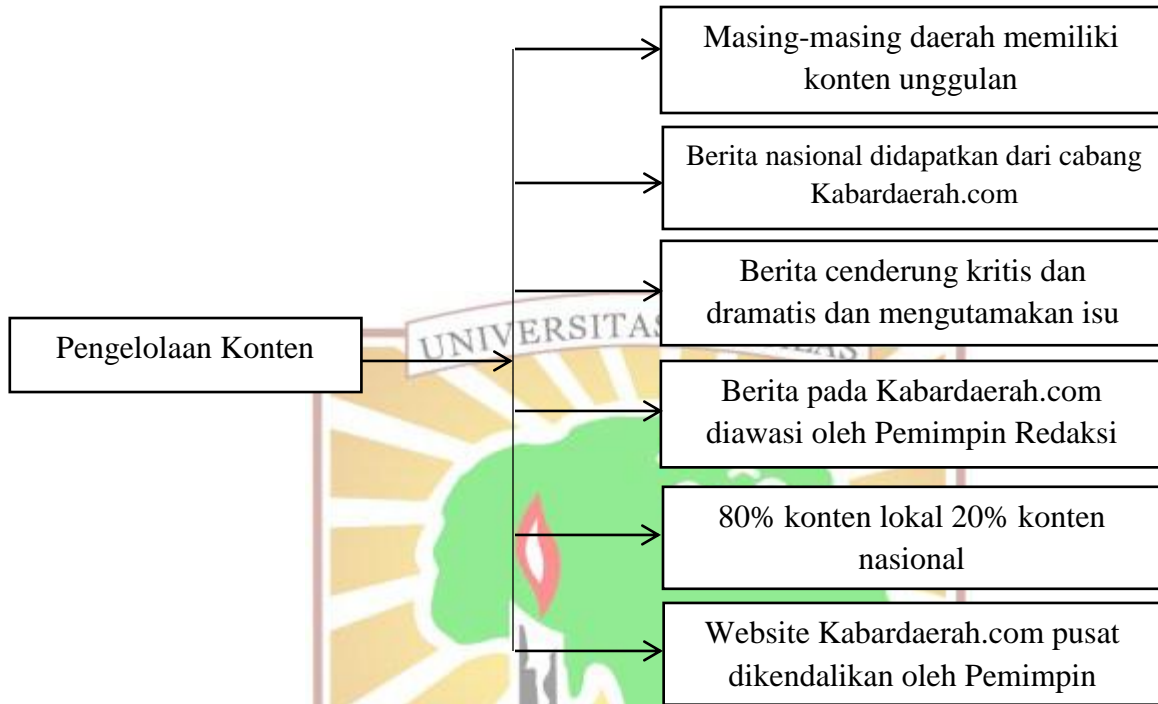 Masing-masing daerah memiliki
konten unggulan
Berita nasional didapatkan dari cabang
Kabardaerah.com
Berita cenderung kritis dan
dramatis dan mengutamakan isu
Pengelolaan Konten
UNIVERSITAS
Berita pada Kabardaerah.com
diawasi oleh Pemimpin Redaksi
80% konten lokal 20% konten
nasional
Website Kabardaerah.com pusat
dikendalikan oleh Pemimpin